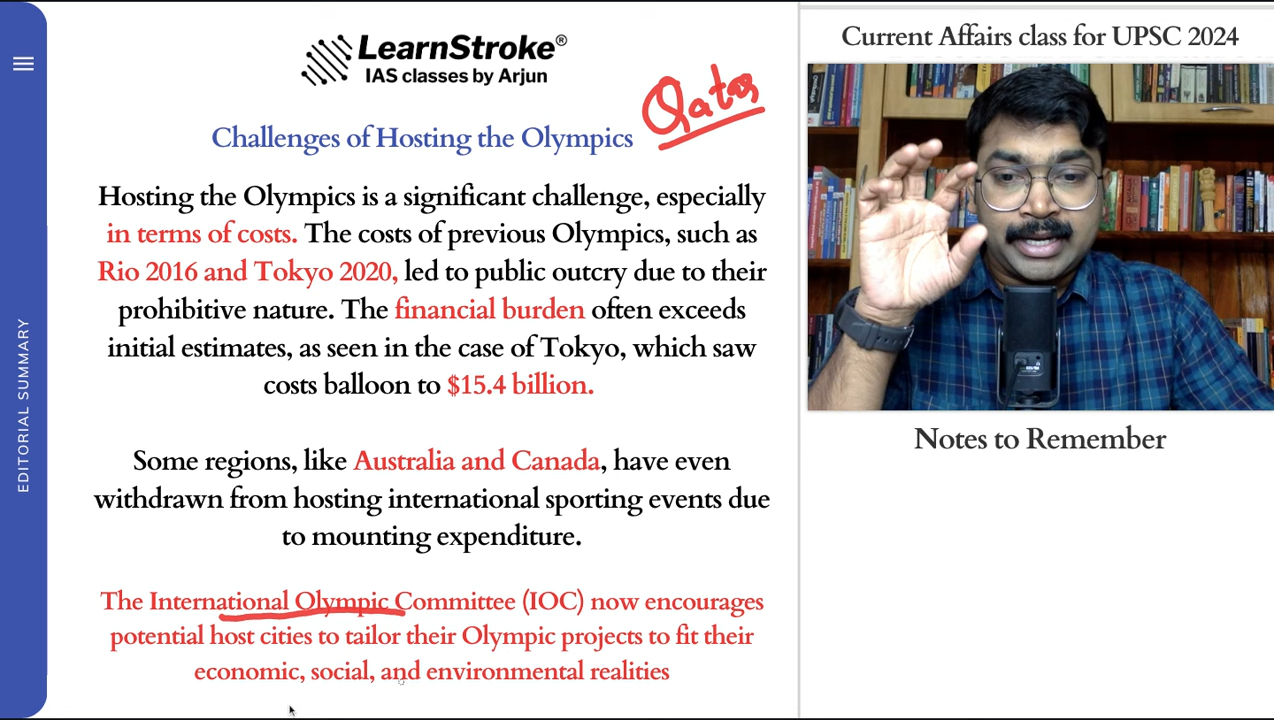 LearnStroke®
IAS classes by Arjun
Qatar
Challenges of Hosting the Olympics
Hosting the Olympics is a significant challenge, especially
in terms of costs. The costs of previous Olympics, such as
Rio 2016 and Tokyo 2020, led to public outcry due to their
prohibitive nature. The financial burden often exceeds
initial estimates, as seen in the case of Tokyo, which saw
costs balloon to $15.4 billion.
Some regions, like Australia and Canada, have even
withdrawn from hosting international sporting events due
to mounting expenditure.
The International Olympic Committee (IOC) now encourages
potential host cities to tailor their Olympic projects to fit their
economic, social, and environmental realities
EDITORIAL SUMMARY
Current Affairs class for UPSC 2024
Notes to Remember